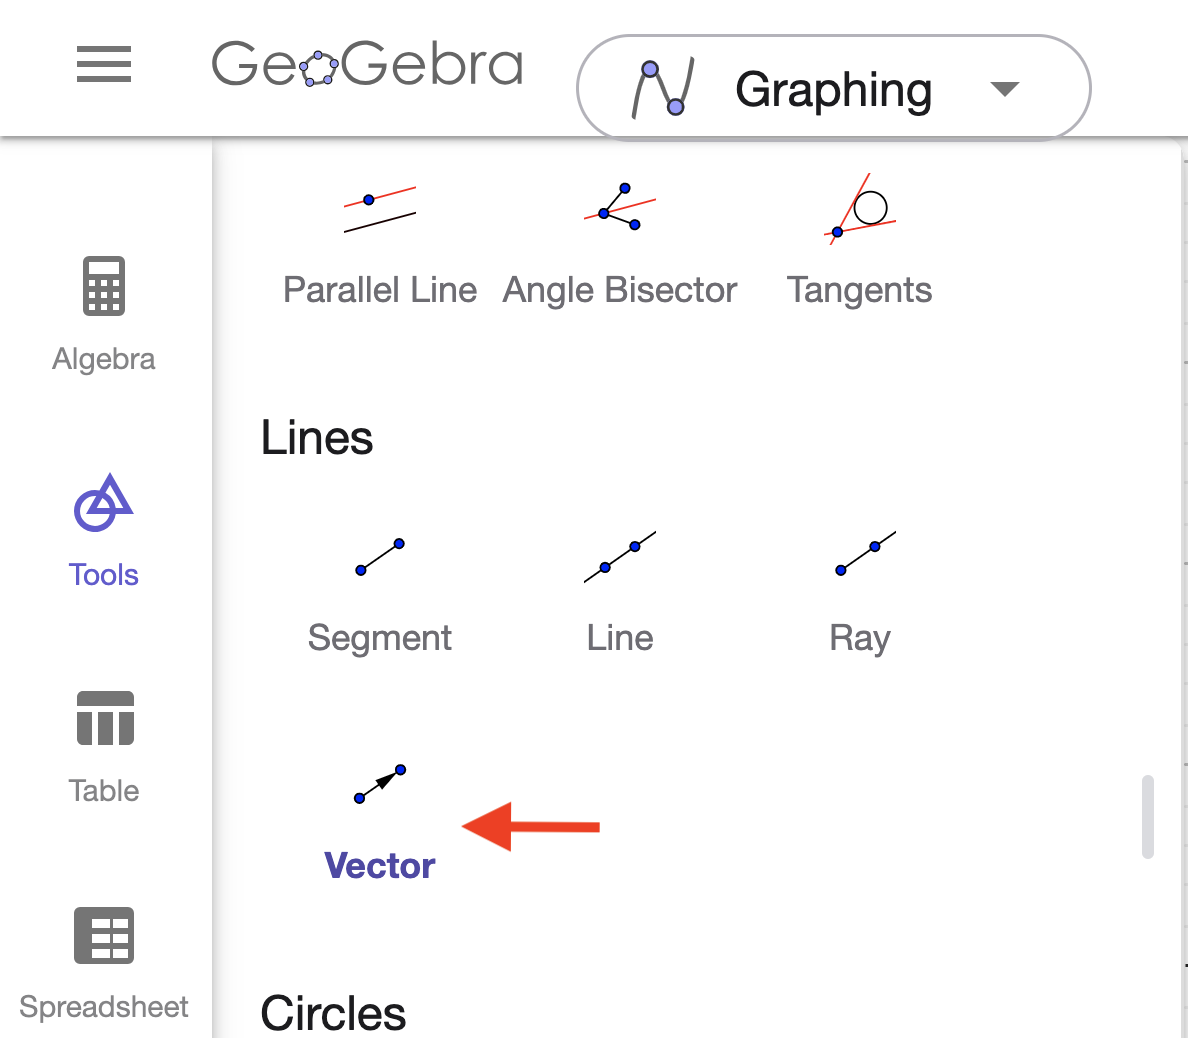 GeoGebra
Graphing
Parallel Line
Angle Bisector
Tangents
Algebra
Lines
Tools
Segment
Line
Ray
Table
Vector
Spreadsheet
Circles